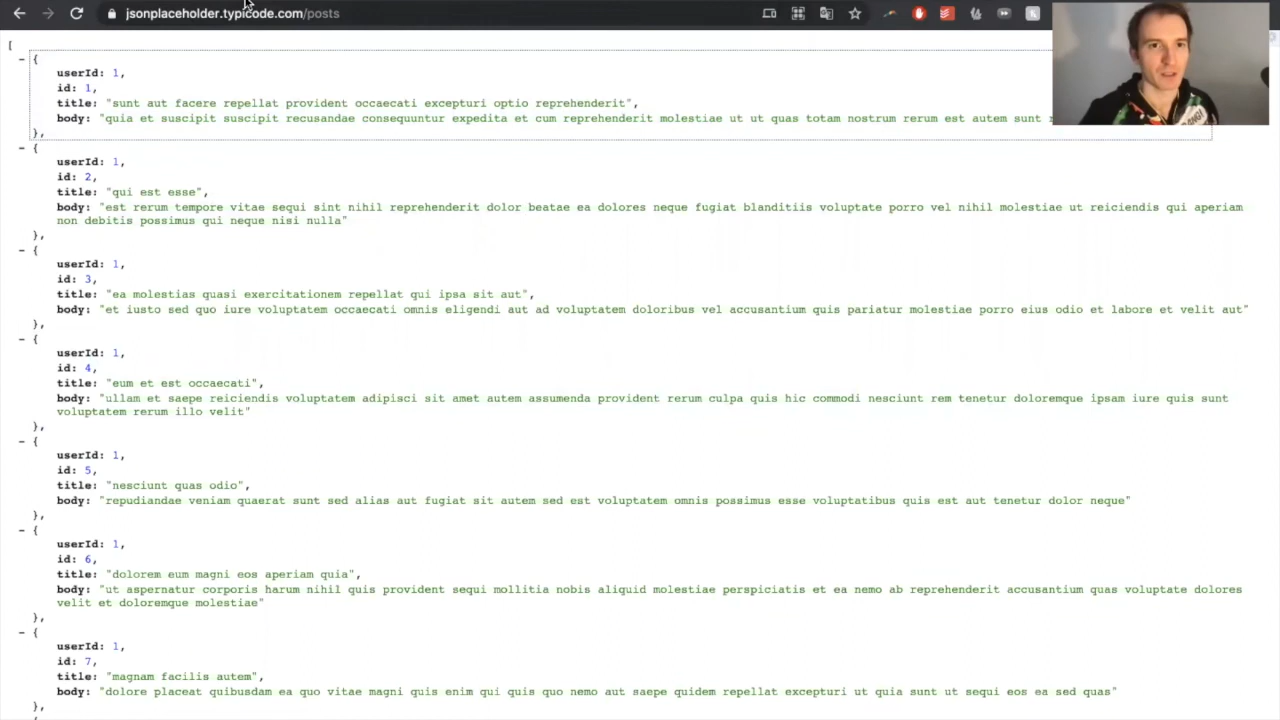 jsonplaceholder.typicode.com/posts
[
- {
userId: 1,
id: 1,
title: "sunt aut facere repellat provident occaecati excepturi optio reprehenderit",
body: "quia et suscipit suscipit recusandae consequuntur expedita et cum reprehenderit molestiae ut ut quas totam nostrum rerum est autem sunt
},
- {
userId: 1,
id: 2,
title: "qui est esse",
body: "est rerum tempore vitae sequi sint nihil reprehenderit dolor beatae ea dolores neque fugiat blanditiis voluptate porro vel nihil molestiae ut reiciendis qui aperiam
non debitis possimus qui neque nisi nulla"
},
- {
userId: 1,
id: 3,
title: "ea molestias quasi exercitationem repellat qui ipsa sit aut",
body: "et iusto sed quo iure voluptatem occaecati omnis eligendi aut ad voluptatem doloribus vel accusantium quis pariatur molestiae porro eius odio et labore et velit aut"
},
- {
userId: 1,
id: 4,
title: "eum et est occaecati",
body: "ullam et saepe reiciendis voluptatem adipisci sit amet autem assumenda provident rerum culpa quis hic commodi nesciunt rem tenetur doloremque ipsam iure quis sunt
voluptatem rerum illo velit"
},
- {
userId: 1,
id: 5,
title: "nesciunt quas odio",
body: "repudiandae veniam quaerat sunt sed alias aut fugiat sit autem sed est voluptatem omnis possimus esse voluptatibus quis est aut tenetur dolor neque"
},
- {
userId: 1,
id: 6,
title: "dolorem eum magni eos aperiam quia",
body: "ut aspernatur corporis harum nihil quis provident sequi mollitia nobis aliquid molestiae perspiciatis et ea nemo ab reprehenderit accusantium quas voluptate dolores
velit et doloremque molestiae"
},
- {
userId: 1,
id: 7,
title: "magnam facilis autem",
body: "dolore placeat quibusdam ea quo vitae magni quis enim qui quis quo nemo aut saepe quidem repellat excepturi ut quia sunt ut sequi eos ea sed quas"
},